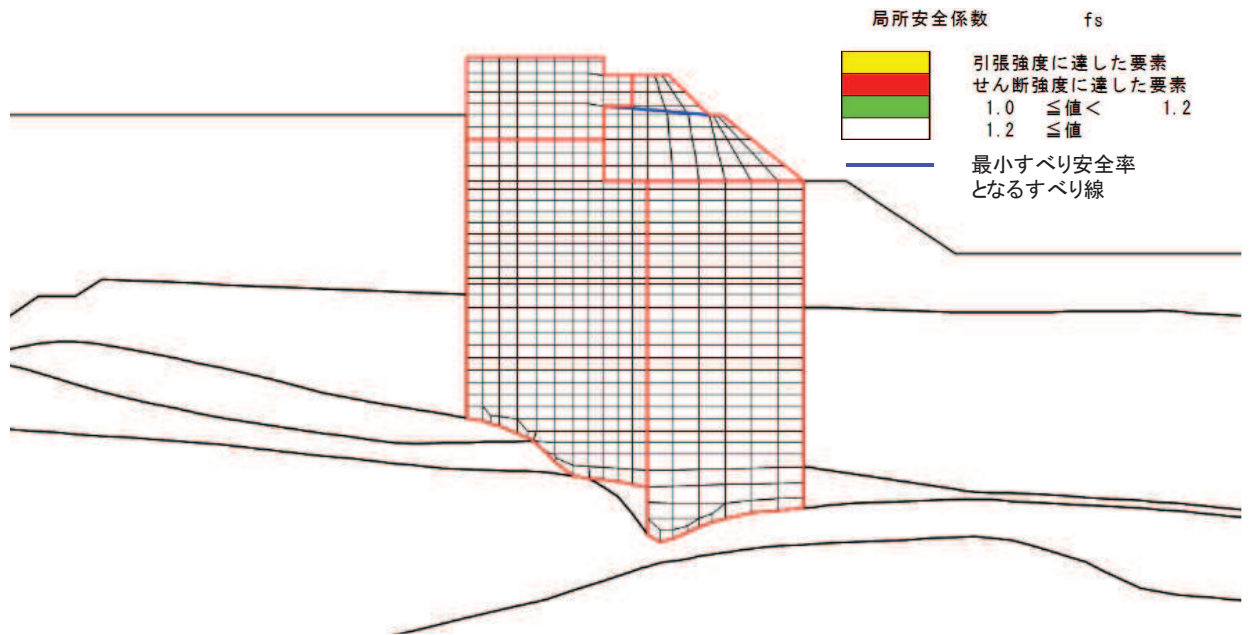 局所安全係数 fs
引張強度に達した要素
せん断強度に達した要素
1.0 ≦値< 1.2
1.2 ≦値
最小すべり安全率
となるすべり線